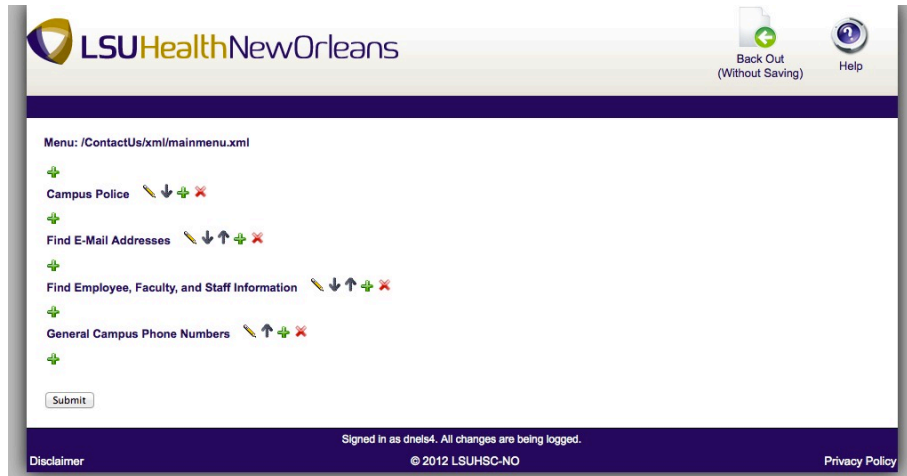 LSUHealthNewOrleans
Back Out
(Without Saving)
Help
Menu: /ContactUs/xml/mainmenu.xml
Campus Police
Find E-Mail Addresses
Find Employee, Faculty, and Staff Information
General Campus Phone Numbers
Submit
Signed in as dnels4. All changes are being logged.
Disclaimer
© 2012 LSUHSC-NO
Privacy Policy